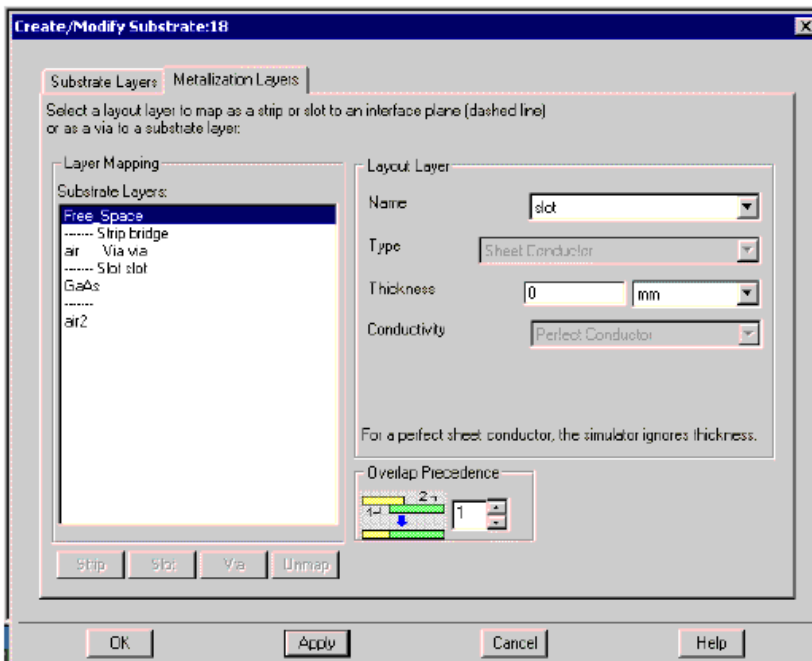 Create/Modify Substrate:18
Substrate Layers
Metallization Layers
Select a layout layer to map as a strip or slot to an interface plane (dashed line)
or as a via to a substrate layer:
Layer Mapping
Substrate Layers:
Free_Space
------- Strip bridge
air Via via
------- Slot slot
GaAs
-------
air2
Strip
Slot
Via
Unmap
Layout Layer
Name
slot
Type
Sheet Conductor
Thickness
0
mm
Conductivity
Perfect Conductor
For a perfect sheet conductor, the simulator ignores thickness.
Overlap Precedence
2
1
1
OK
Apply
Cancel
Help